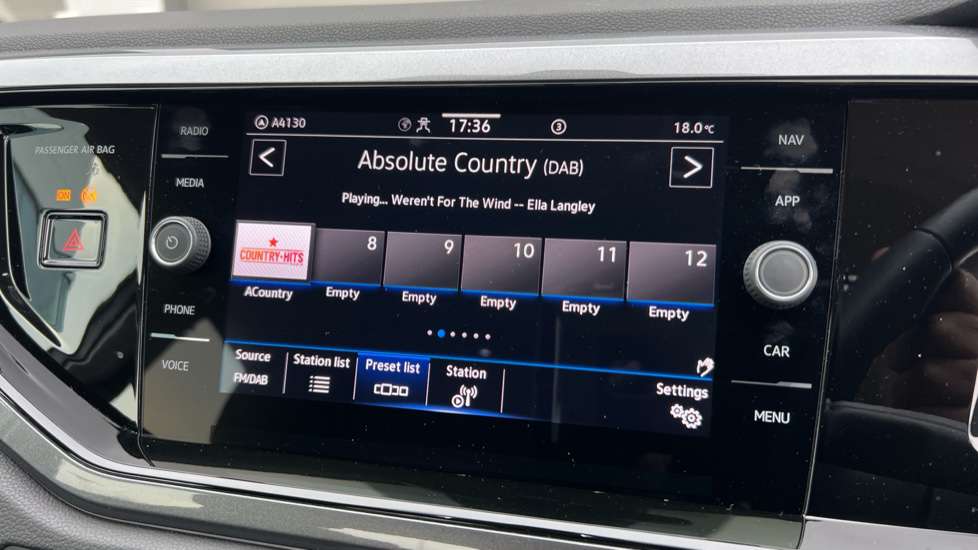 RADIO
MEDIA
PHONE
VOICE
PASSENGER AIR BAG
A4130
17:36
3
18.0°C
<
Absolute Country (DAB)
>
Playing... Weren't For The Wind -- Ella Langley
COUNTRY-HITS
8
9
10
11
12
ACountry
Empty
Empty
Empty
Empty
Empty
Source
FM/DAB
Station list
Preset list
Station
Settings
NAV
APP
CAR
MENU